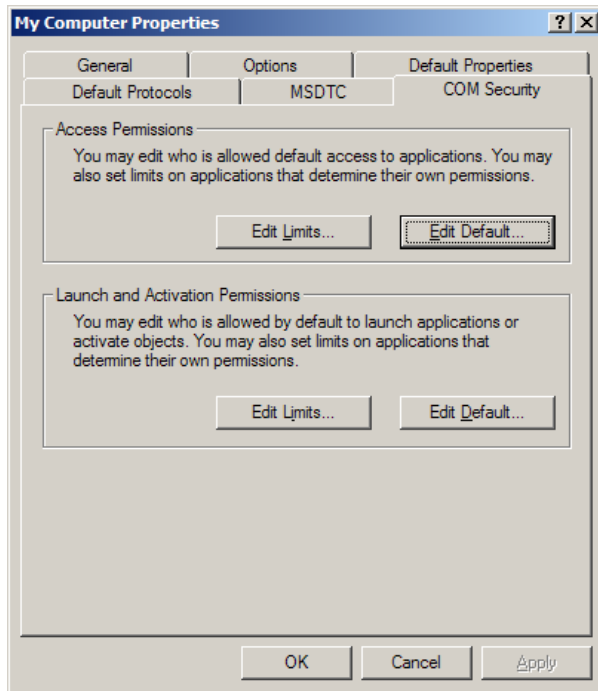 My Computer Properties
General
Options
Default Properties
Default Protocols
MSDTC
COM Security
Access Permissions
You may edit who is allowed default access to applications. You may
also set limits on applications that determine their own permissions.
Edit Limits...
Edit Default...
Launch and Activation Permissions
You may edit who is allowed by default to launch applications or
activate objects. You may also set limits on applications that
determine their own permissions.
Edit Limits...
Edit Default...
OK
Cancel
Apply